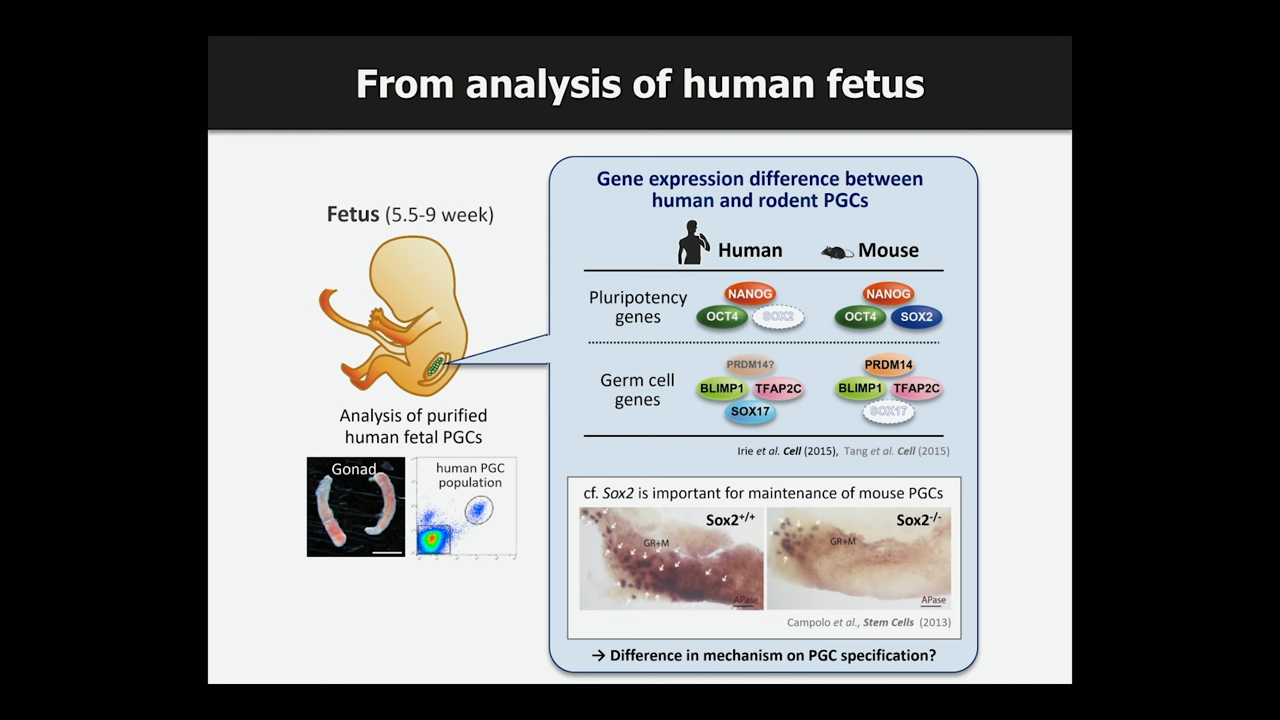 From analysis of human fetus
Fetus (5.5-9 week)
Analysis of purified
human fetal PGCs
Gonad
human PGC
population
Gene expression difference between
human and rodent PGCs
Human
Mouse
Pluripotency
genes
NANOG
OCT4
SOX2
NANOG
OCT4
SOX2
Germ cell
genes
PRDM14?
BLIMP1
TFAP2C
SOX17
PRDM14
BLIMP1
TFAP2C
SOX17
Irie et al. Cell (2015), Tang et al. Cell (2015)
cf. Sox2 is important for maintenance of mouse PGCs
Sox2+/+
GR+M
APase
Sox2-/-
GR+M
APase
Campolo et al., Stem Cells (2013)
→ Difference in mechanism on PGC specification?